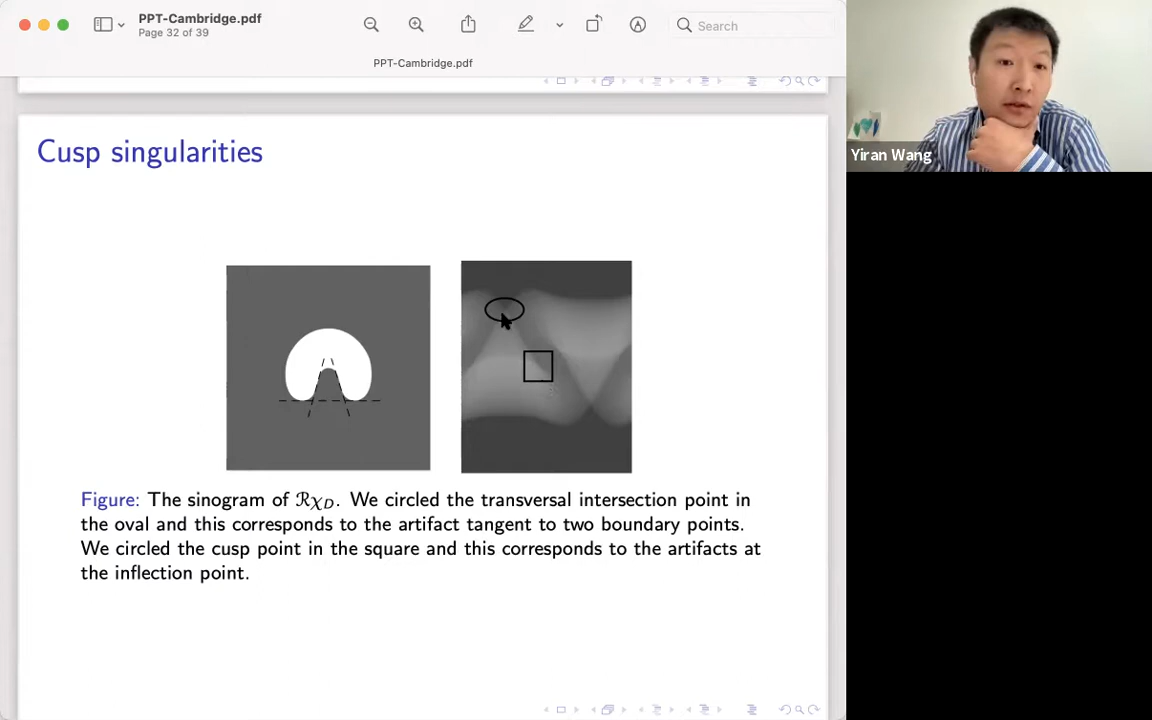 PPT-Cambridge.pdf
Page 32 of 39
Search
PPT-Cambridge.pdf
Yiran Wang
Cusp singularities
Figure: The sinogram of ℛχ_D. We circled the transversal intersection point in
the oval and this corresponds to the artifact tangent to two boundary points.
We circled the cusp point in the square and this corresponds to the artifacts at
the inflection point.